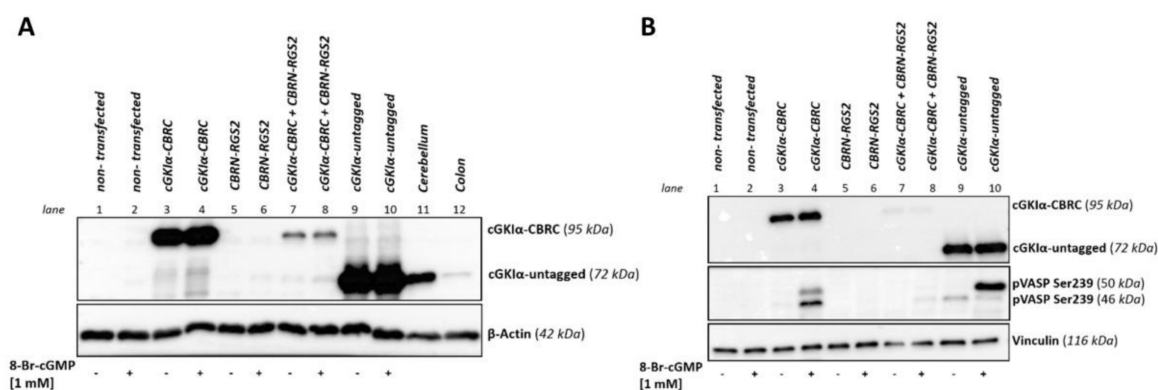 A
non- transfected
non- transfected
cGKIα-CBRC
cGKIα-CBRC
CBRN-RGS2
CBRN-RGS2
cGKIα-CBRC + CBRN-RGS2
cGKIα-CBRC + CBRN-RGS2
cGKIα-untagged
cGKIα-untagged
Cerebellum
Colon
lane 1 2 3 4 5 6 7 8 9 10 11 12
cGKIα-CBRC (95 kDa)
cGKIα-untagged (72 kDa)
β-Actin (42 kDa)
8-Br-cGMP - + - + - + - + - +
[1 mM]
B
non- transfected
non- transfected
cGKIα-CBRC
cGKIα-CBRC
CBRN-RGS2
CBRN-RGS2
cGKIα-CBRC + CBRN-RGS2
cGKIα-CBRC + CBRN-RGS2
cGKIα-untagged
cGKIα-untagged
lane 1 2 3 4 5 6 7 8 9 10
cGKIα-CBRC (95 kDa)
cGKIα-untagged (72 kDa)
pVASP Ser239 (50 kDa)
pVASP Ser239 (46 kDa)
Vinculin (116 kDa)
8-Br-cGMP - + - + - + - + - +
[1 mM]